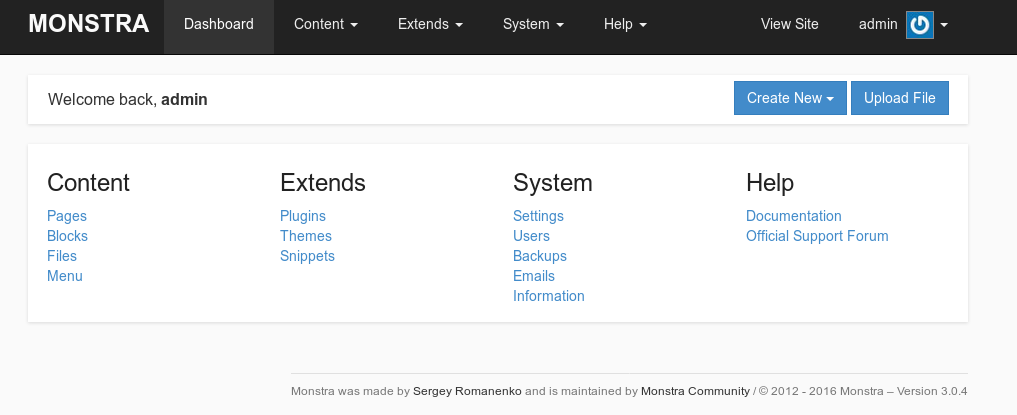 MONSTRA Dashboard Content Extends System Help View Site admin
Welcome back, admin Create New Upload File
Content Extends System Help
Pages Plugins Settings Documentation
Blocks Themes Users Official Support Forum
Files Snippets Backups
Menu Emails
Information
Monstra was made by Sergey Romanenko and is maintained by Monstra Community / © 2012 - 2016 Monstra – Version 3.0.4